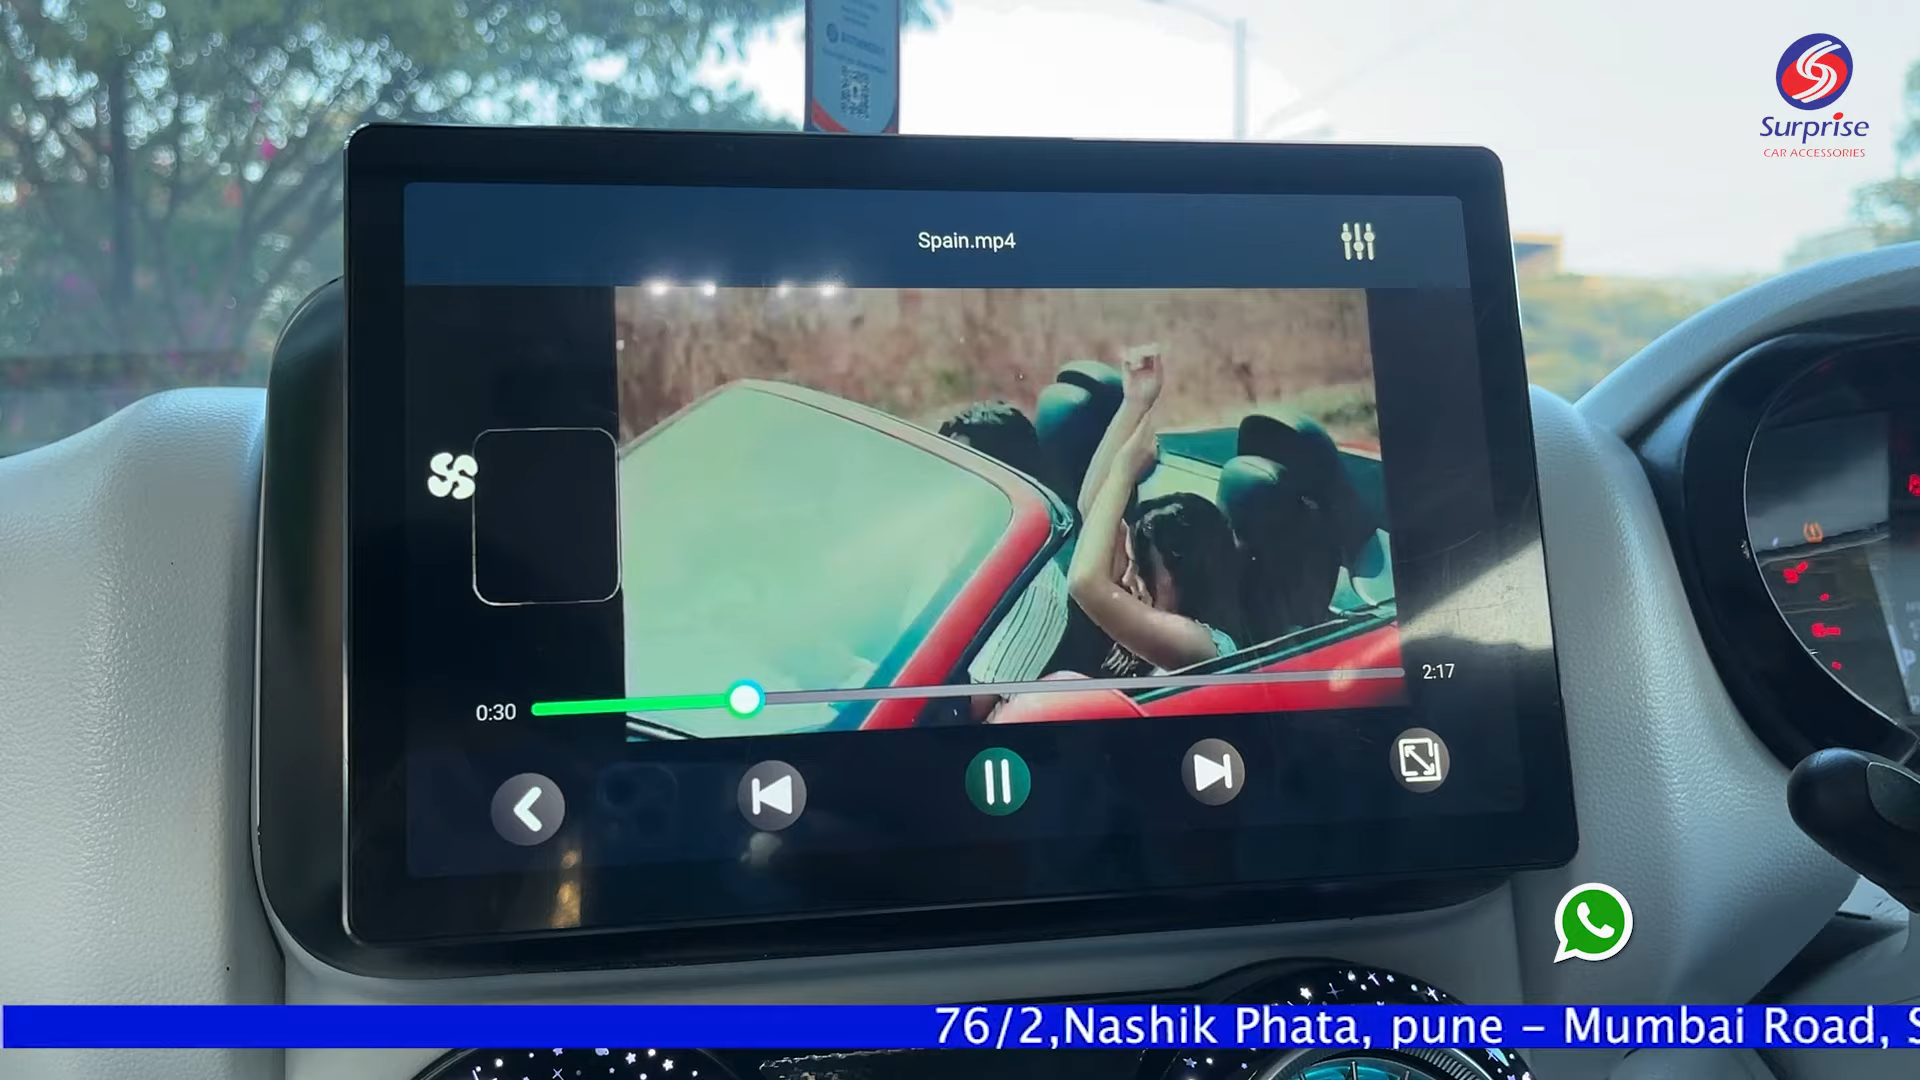 Surprise
CAR ACCESSORIES
Spain.mp4
0:30
2:17
76/2,Nashik Phata, pune – Mumbai Road, S